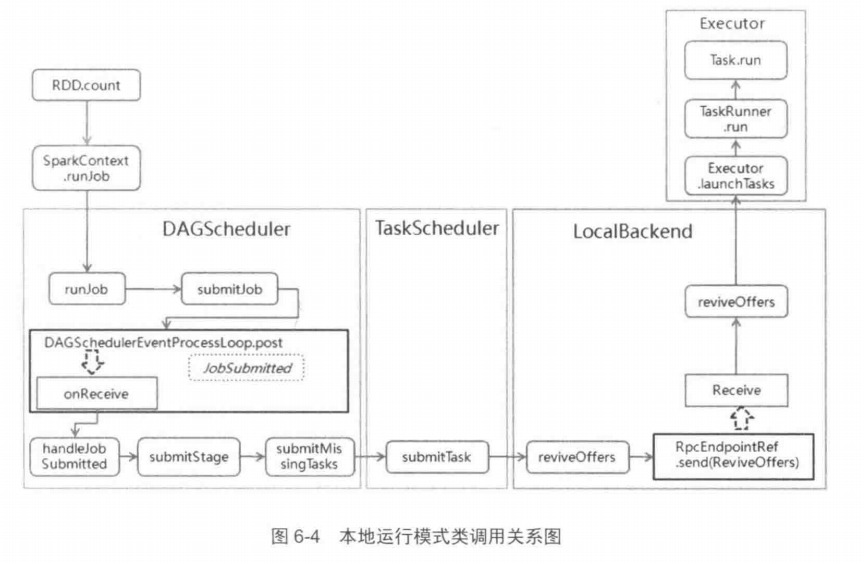 Executor
Task.run
TaskRunner
.run
Executor
.launchTasks
RDD.count
SparkContext
.runJob
DAGScheduler
TaskScheduler
LocalBackend
runJob
submitJob
reviveOffers
DAGSchedulerEventProcessLoop.post
JobSubmitted
onReceive
Receive
handleJob
Submitted
submitStage
submitMis
singTasks
submitTask
reviveOffers
RpcEndpointRef
.send(ReviveOffers)
图 6-4 本地运行模式类调用关系图